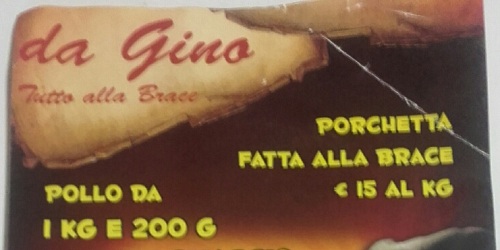 da Gino
Tutto alla Brace
PORCHETTA
FATTA ALLA BRACE
€ 15 AL KG
POLLO DA
1 KG E 200 G